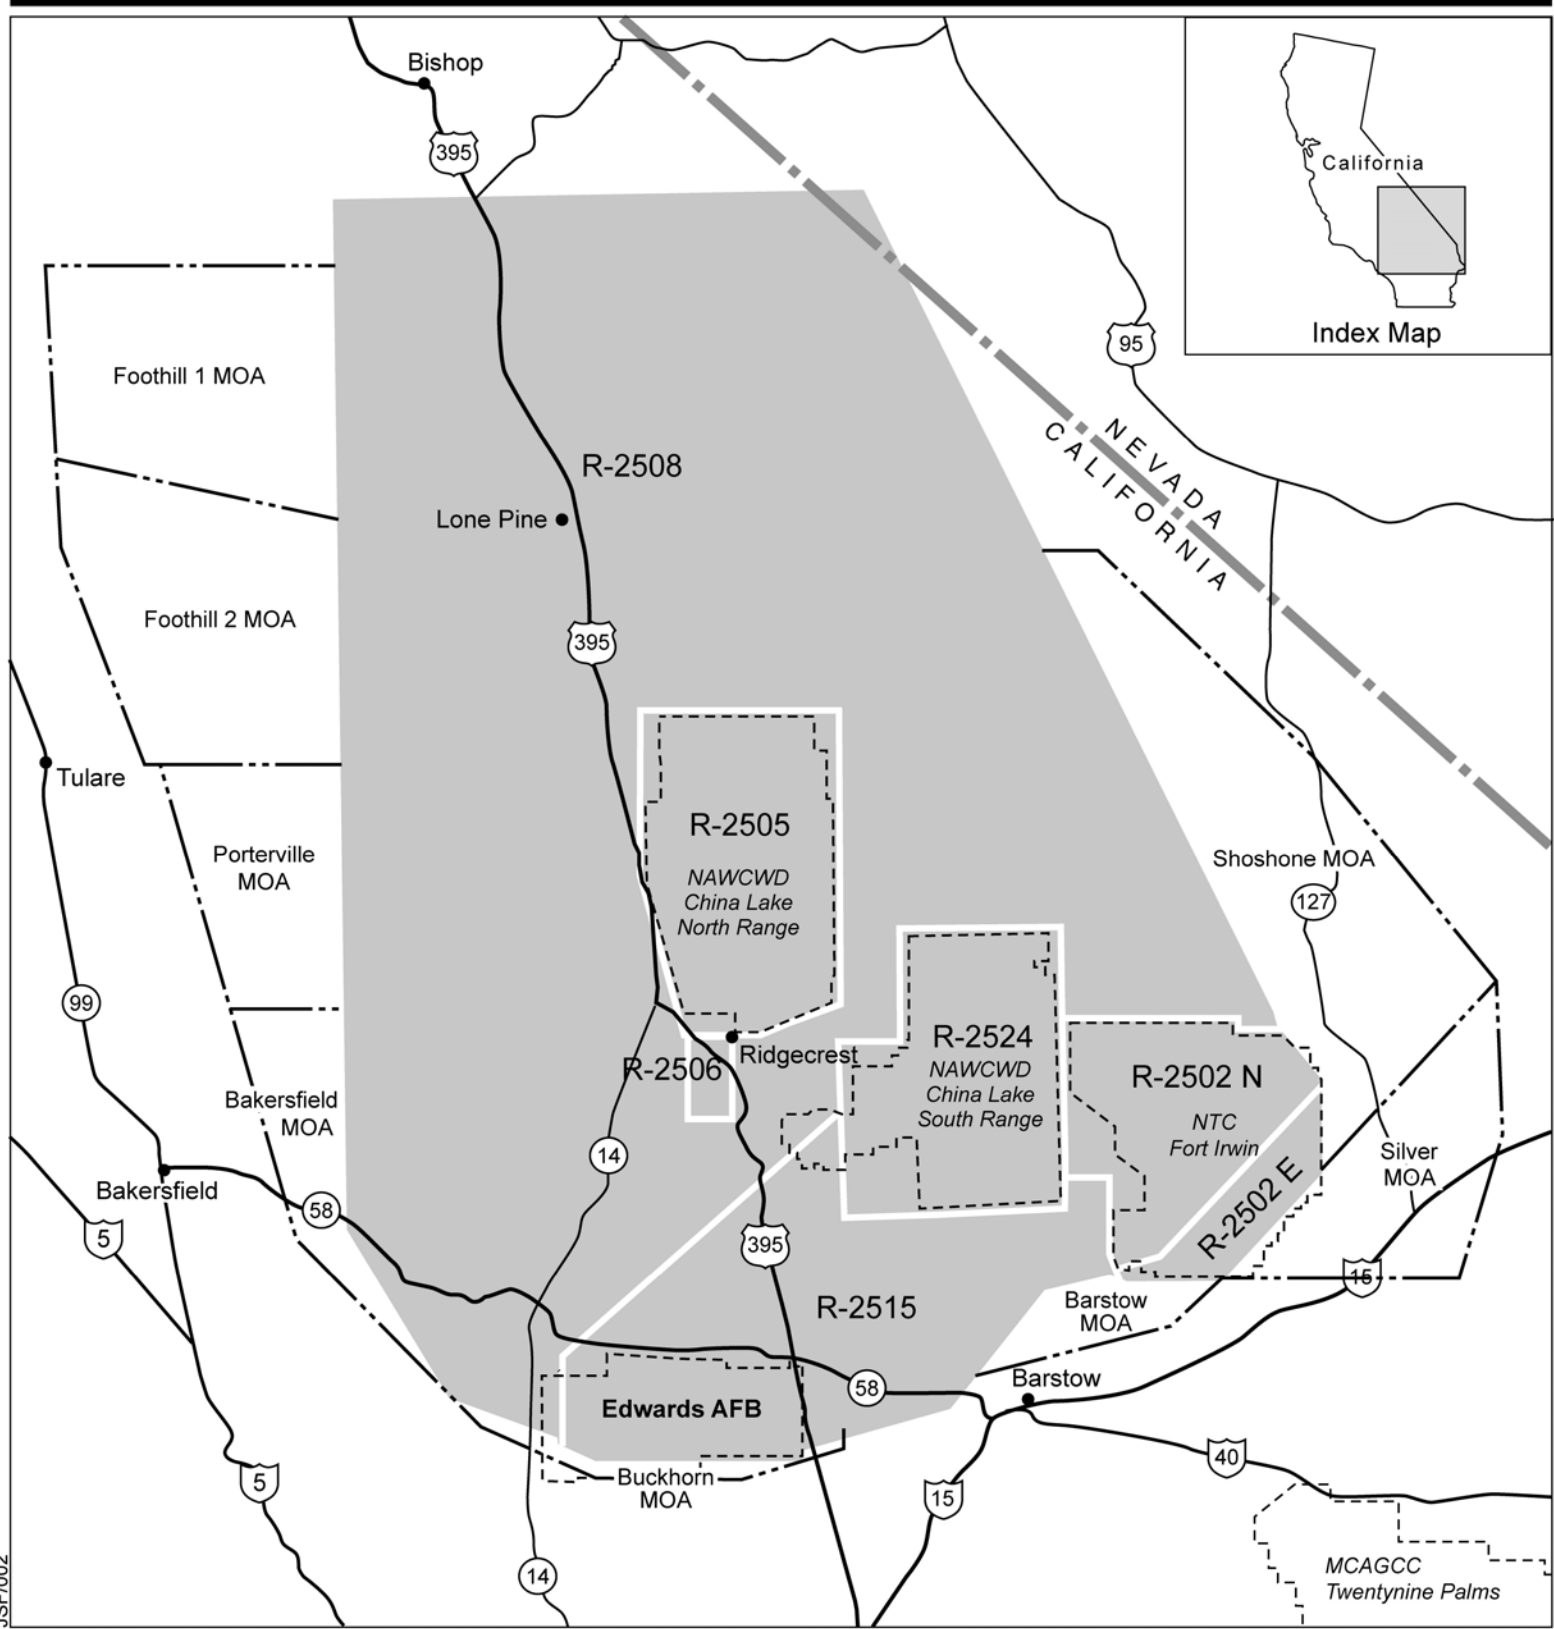 Bishop
395
California
Index Map
95
Foothill 1 MOA
NEVADA
CALIFORNIA
R-2508
Lone Pine
Foothill 2 MOA
395
Tulare
R-2505
Porterville
MOA
NAWCWD
China Lake
North Range
Shoshone MOA
127
99
R-2524
Ridgecrest
R-2506
NAWCWD
China Lake
South Range
R-2502 N
NTC
Fort Irwin
Bakersfield
MOA
14
Silver
MOA
Bakersfield
58
5
R-2502 E
395
15
R-2515
Barstow
MOA
58
Barstow
Edwards AFB
Buckhorn
MOA
5
15
40
14
MCAGCC
Twentynine Palms